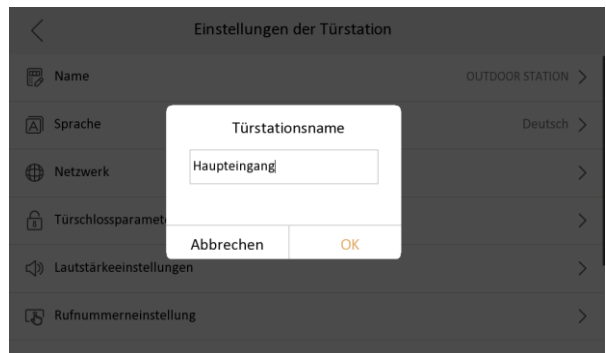 Einstellungen der Türstation
Name OUTDOOR STATION
Sprache Deutsch
Türstationsname
Haupteingang
Netzwerk
Türschlossparamet
Abbrechen OK
Lautstärkeeinstellungen
Rufnummerneinstellung